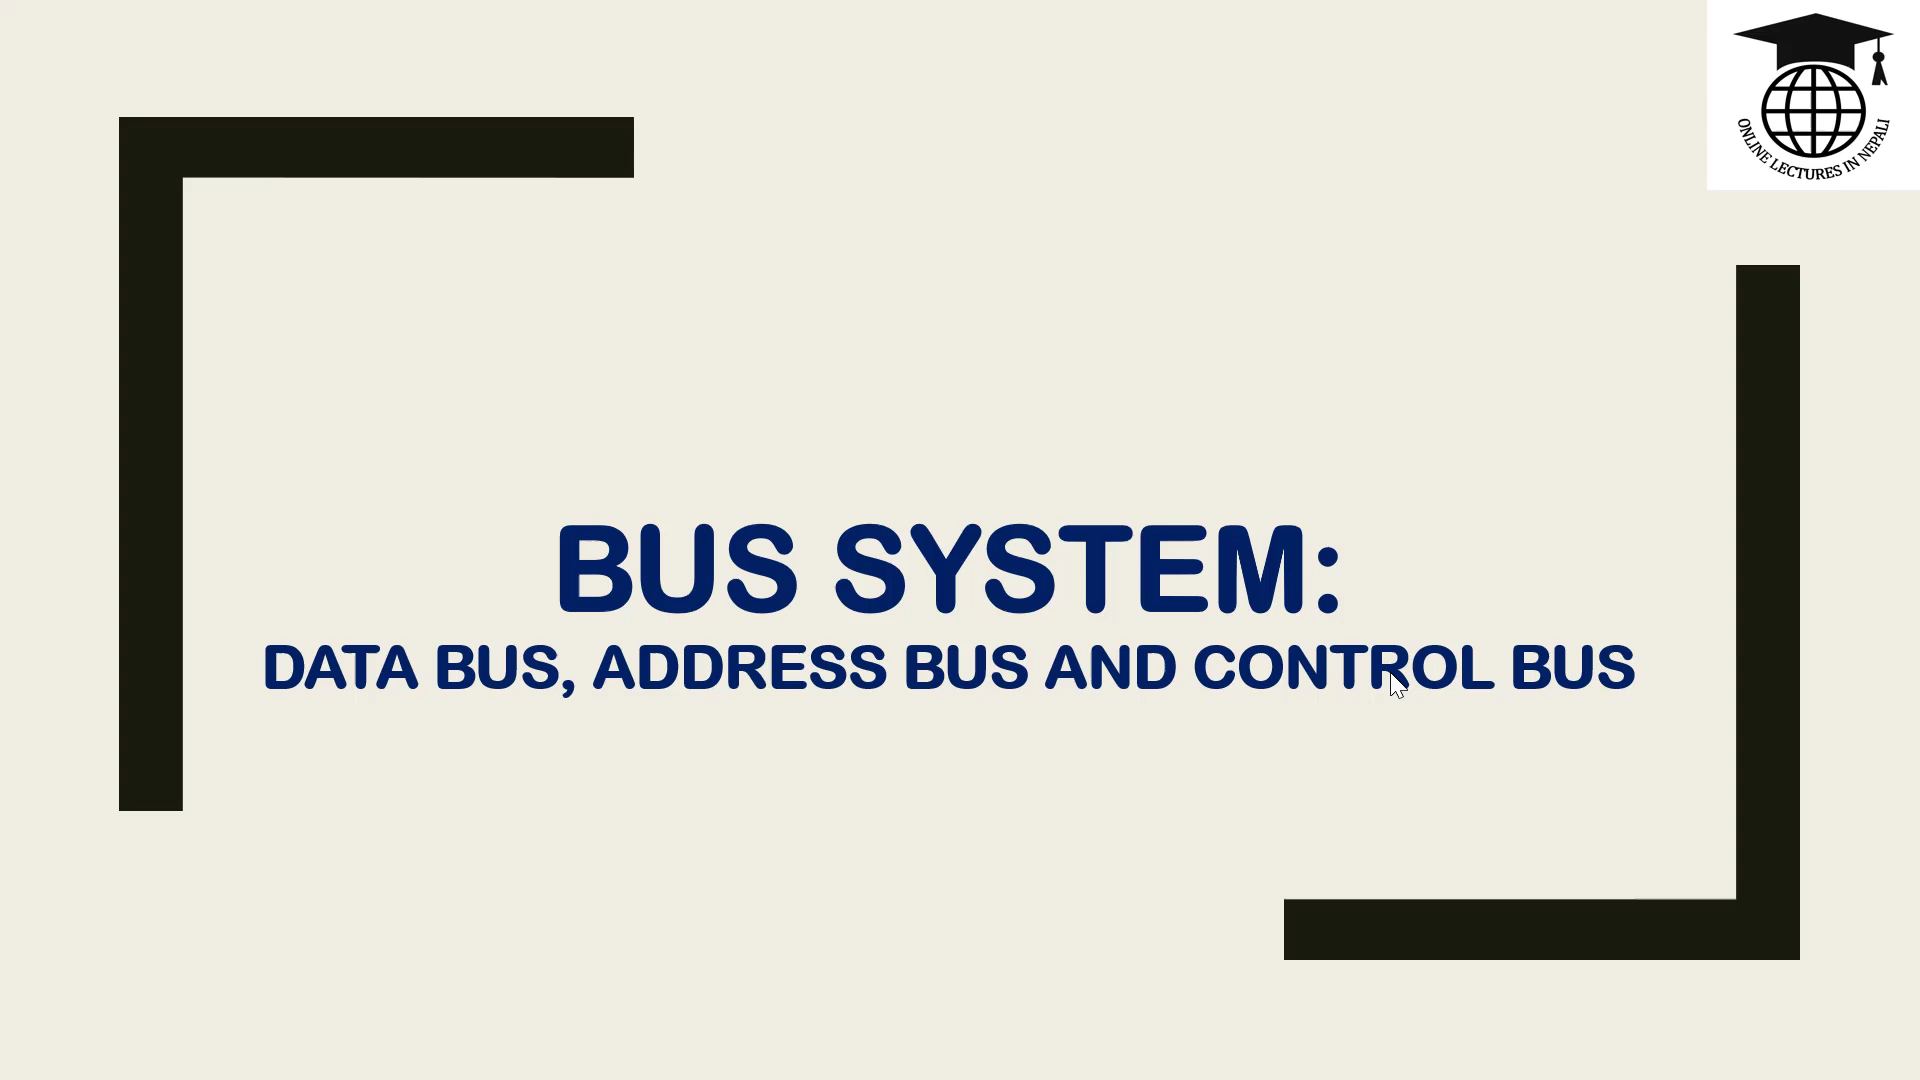 ONLINE LECTURES IN NEPALI
BUS SYSTEM:
DATA BUS, ADDRESS BUS AND CONTROL BUS